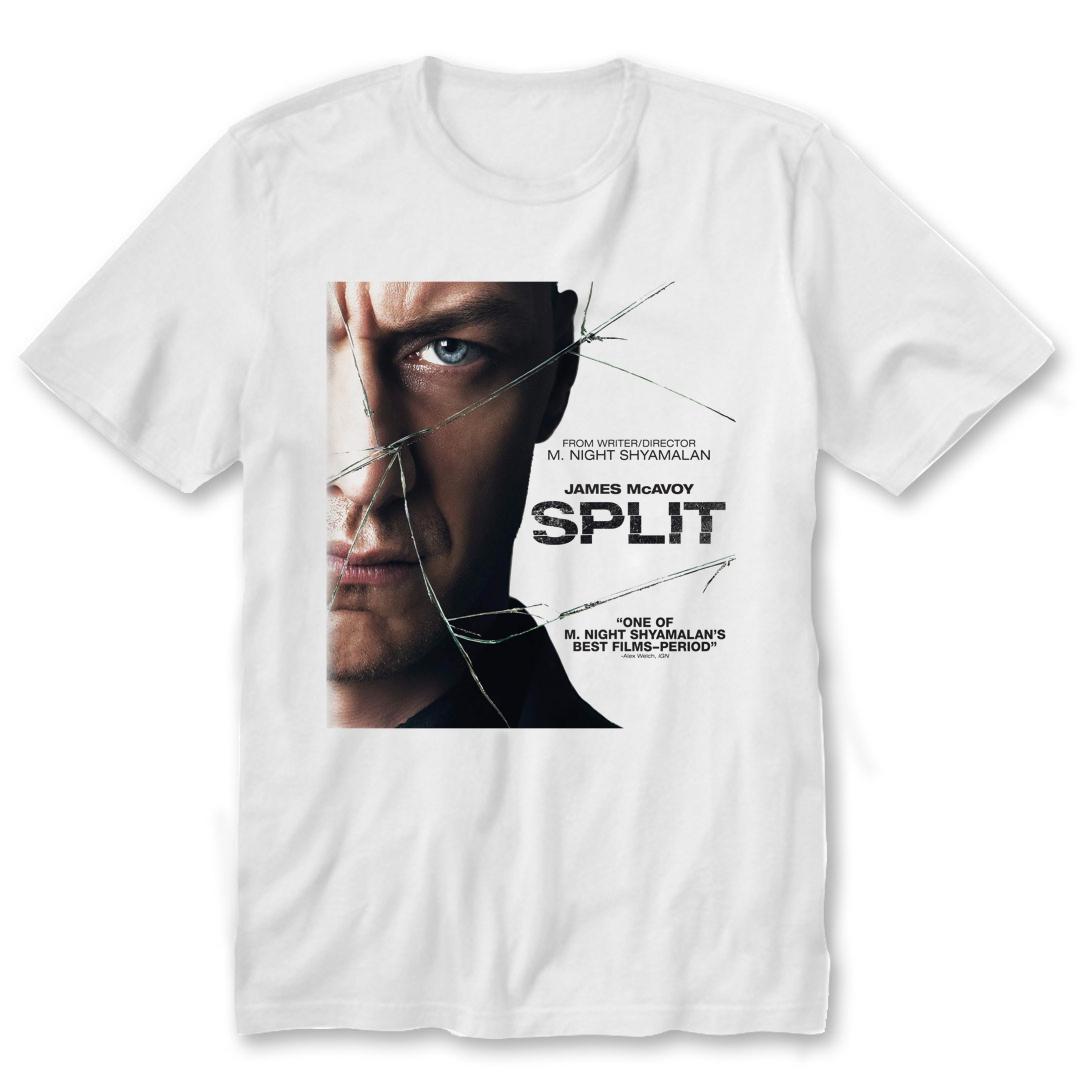 FROM WRITER/DIRECTOR
M. NIGHT SHYAMALAN
JAMES McAVOY
SPLIT
“ONE OF
M. NIGHT SHYAMALAN’S
BEST FILMS–PERIOD”
-Alex Welch, IGN